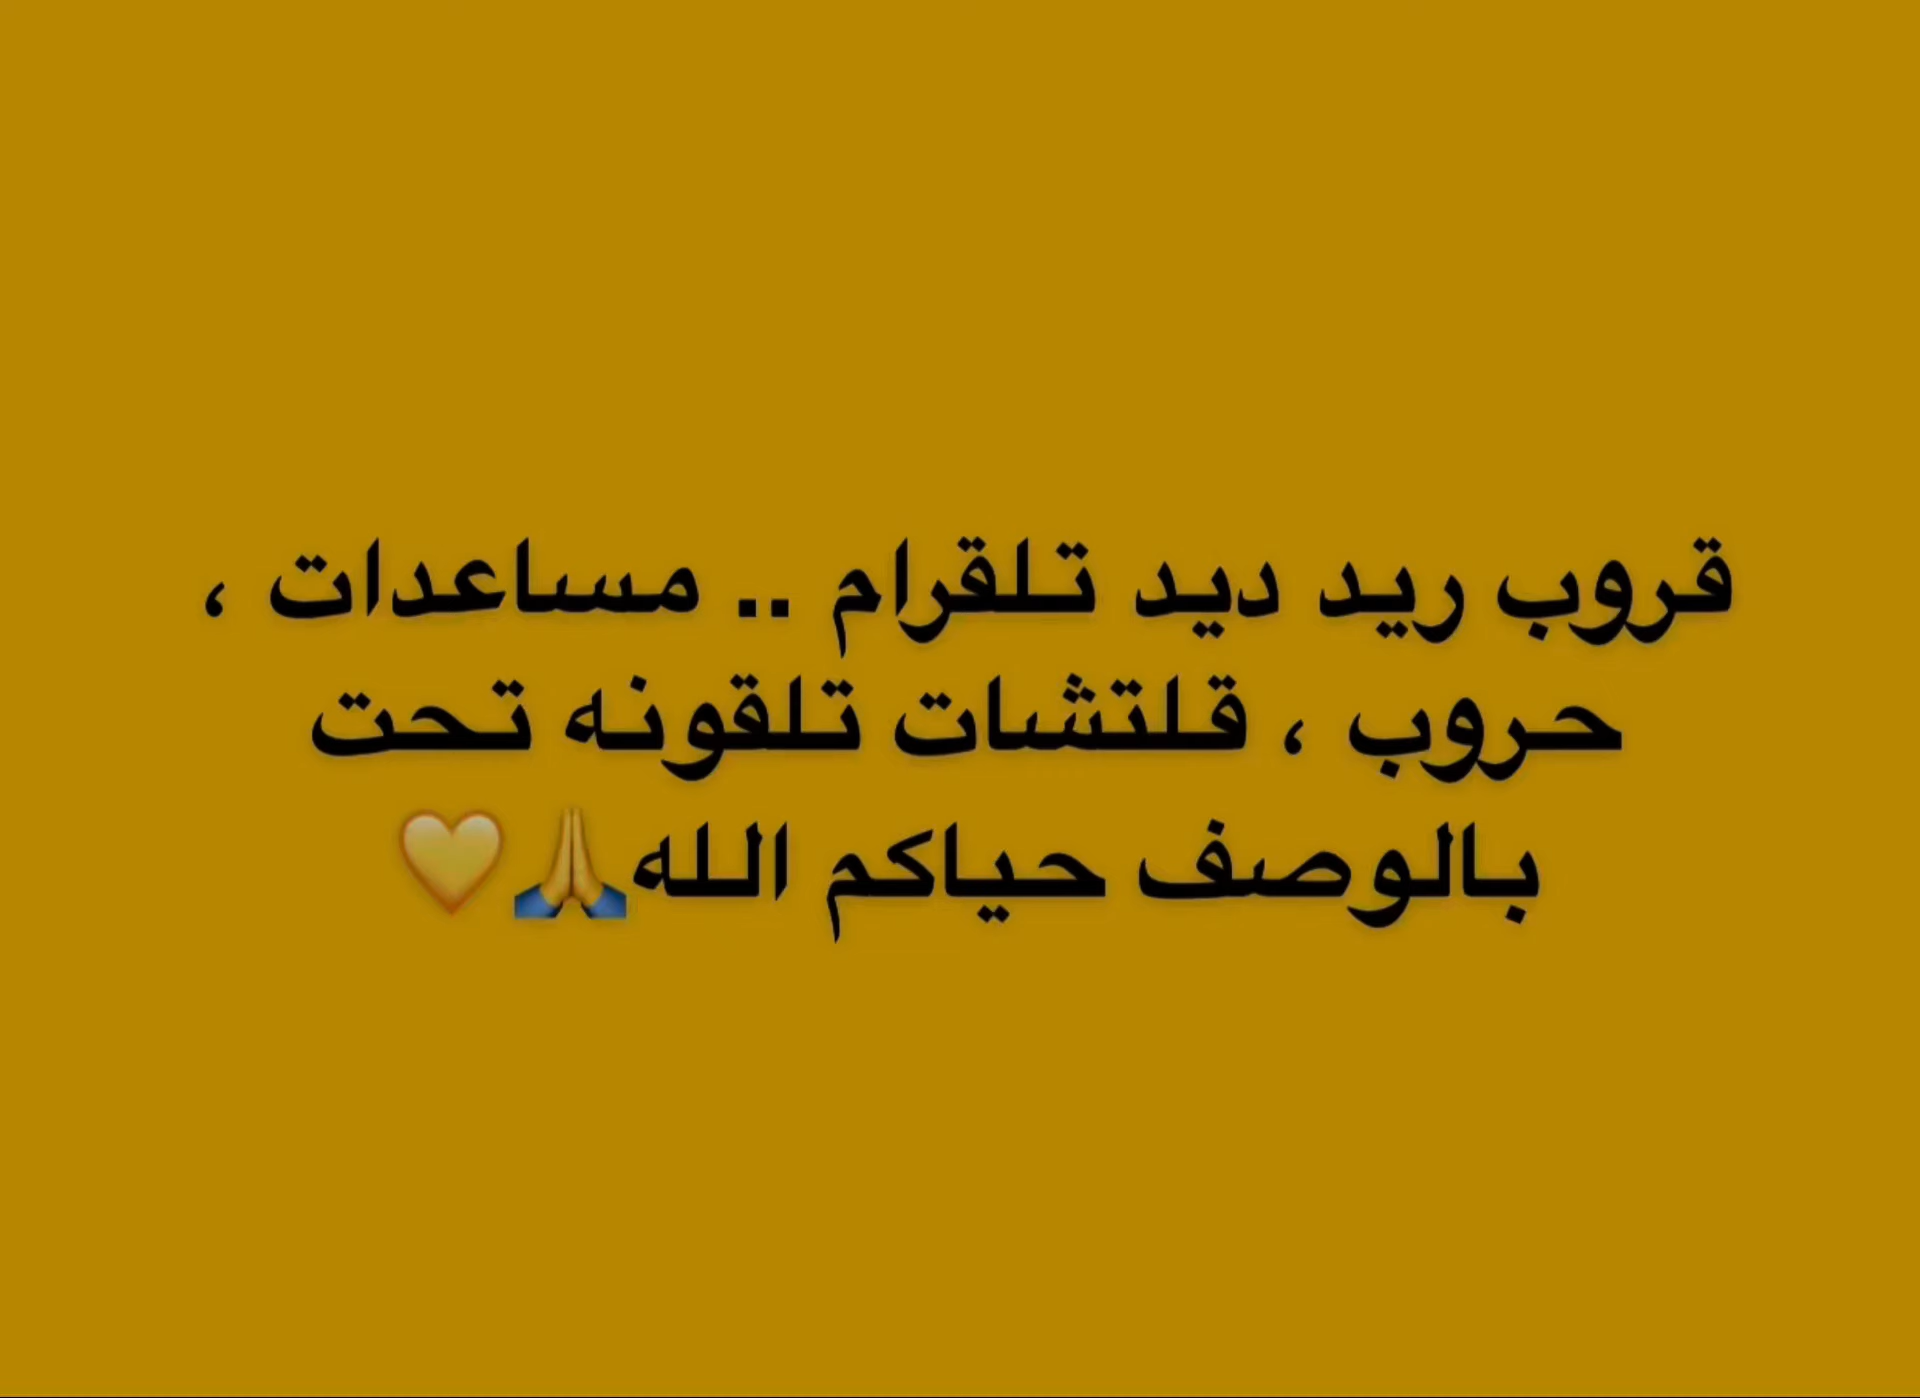 قروب ريد ديد تلقرام .. مساعدات ،
حروب ، قلتشات تلقونه تحت
بالوصف حياكم الله🙏💛